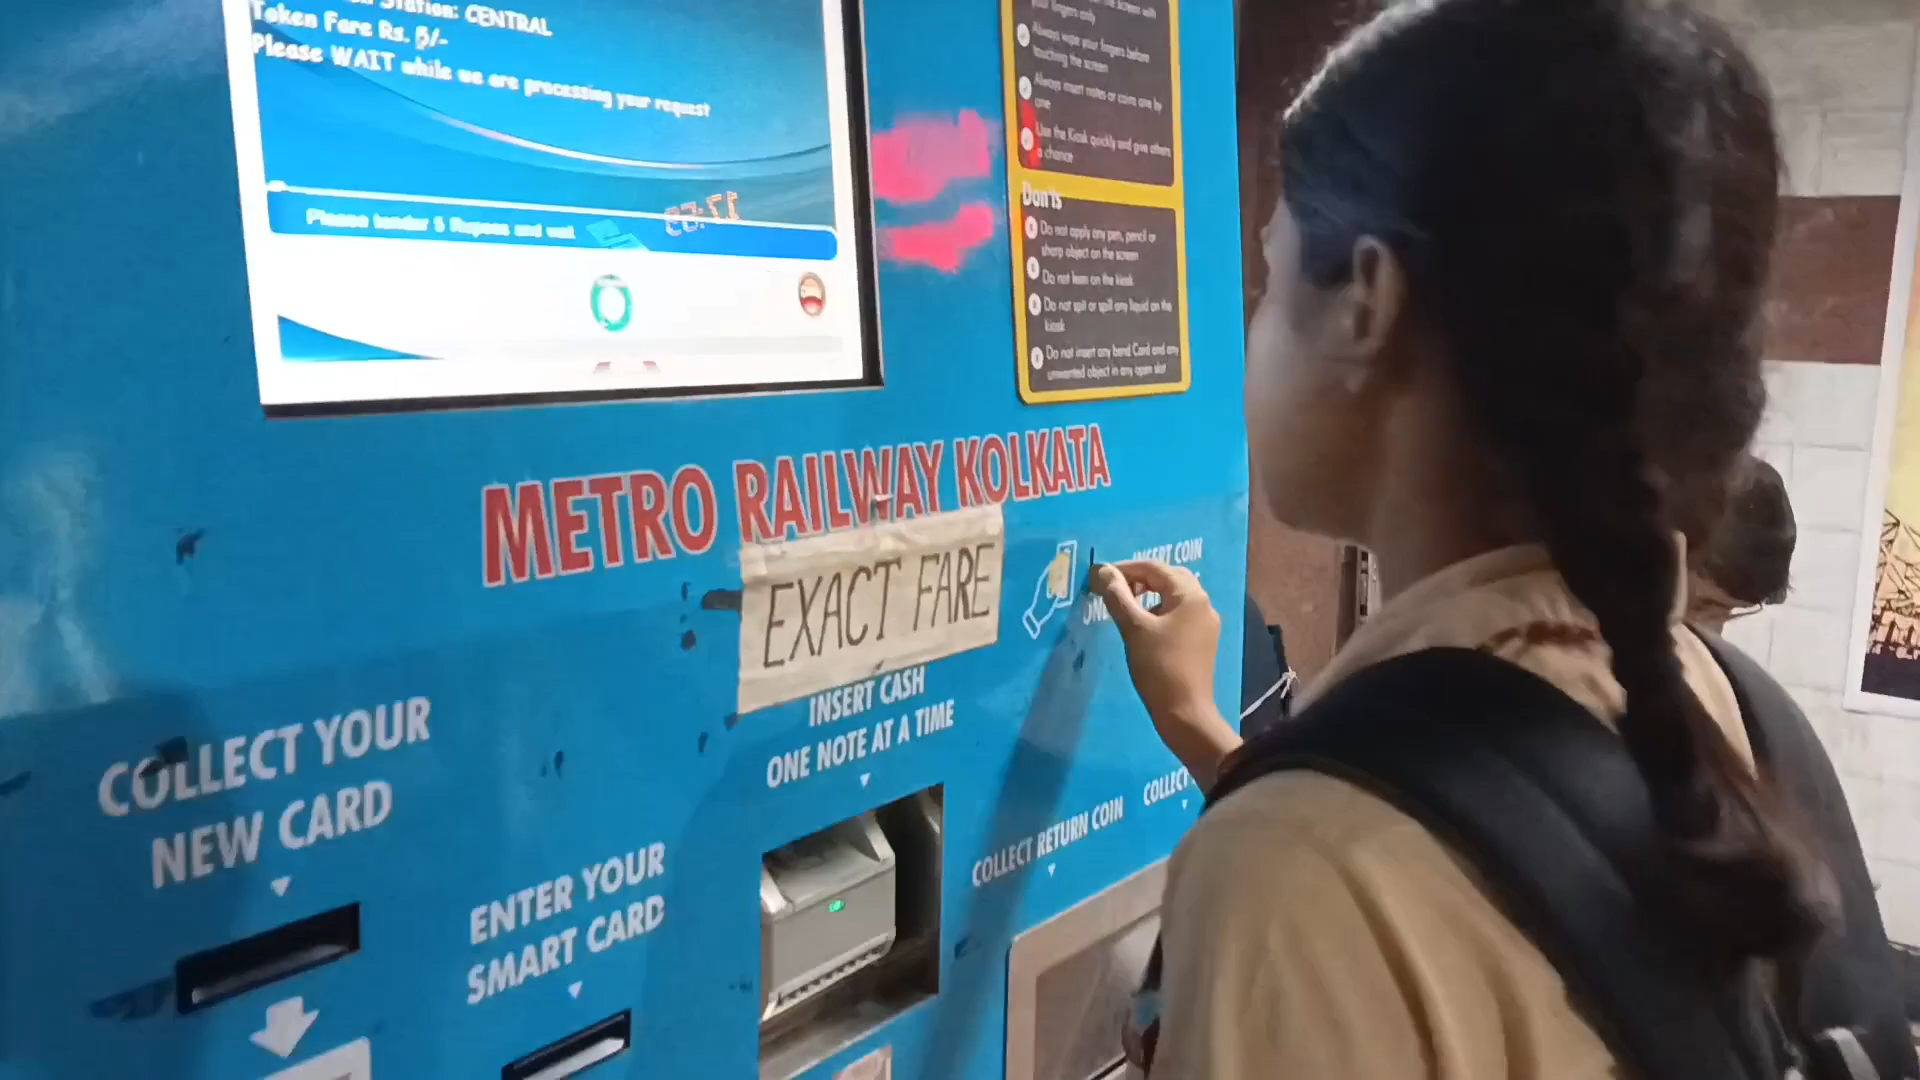 Station: CENTRAL
Token Fare Rs. 5/-
Please WAIT while we are processing your request
Please tender 5 Rupees and wait
your fingers only
Always wipe your fingers before
touching the screen
Always insert notes or coins one by
one
Use the Kiosk quickly and give others
a chance
Don'ts
Do not apply any pen, pencil or
sharp object on the screen
Do not lean on the kiosk
Do not spit or spill any liquid on the
kiosk
Do not insert any bend Card and any
unwanted object in any open slot
METRO RAILWAY KOLKATA
EXACT FARE
INSERT COIN
ONE
INSERT CASH
ONE NOTE AT A TIME
COLLECT YOUR
NEW CARD
ENTER YOUR
SMART CARD
COLLECT RETURN COIN
COLLECT